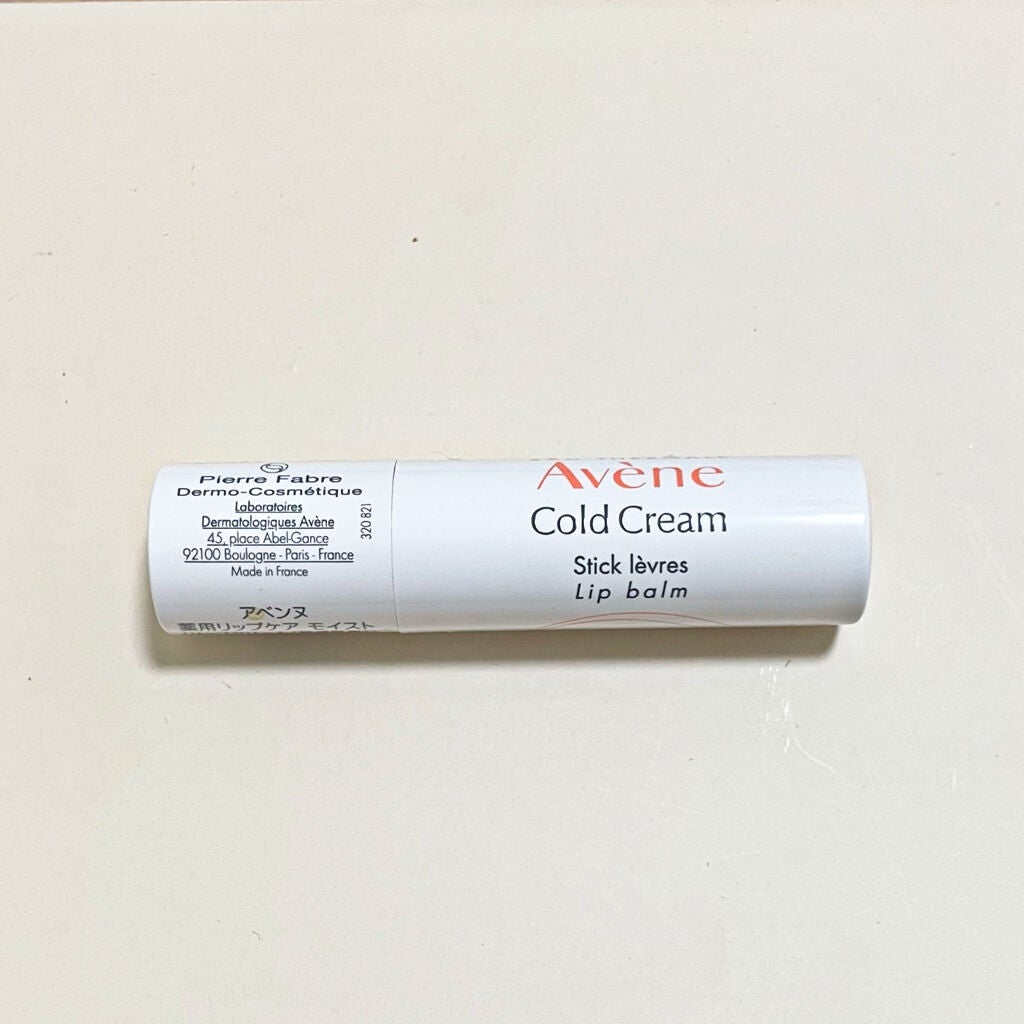 Pierre Fabre
Dermo-Cosmétique
Laboratoires
Dermatologiques Avène
45, place Abel-Gance
92100 Boulogne - Paris - France
Made in France
320 821
アベンヌ
薬用リップケア モイスト
Avène
Cold Cream
Stick lèvres
Lip balm